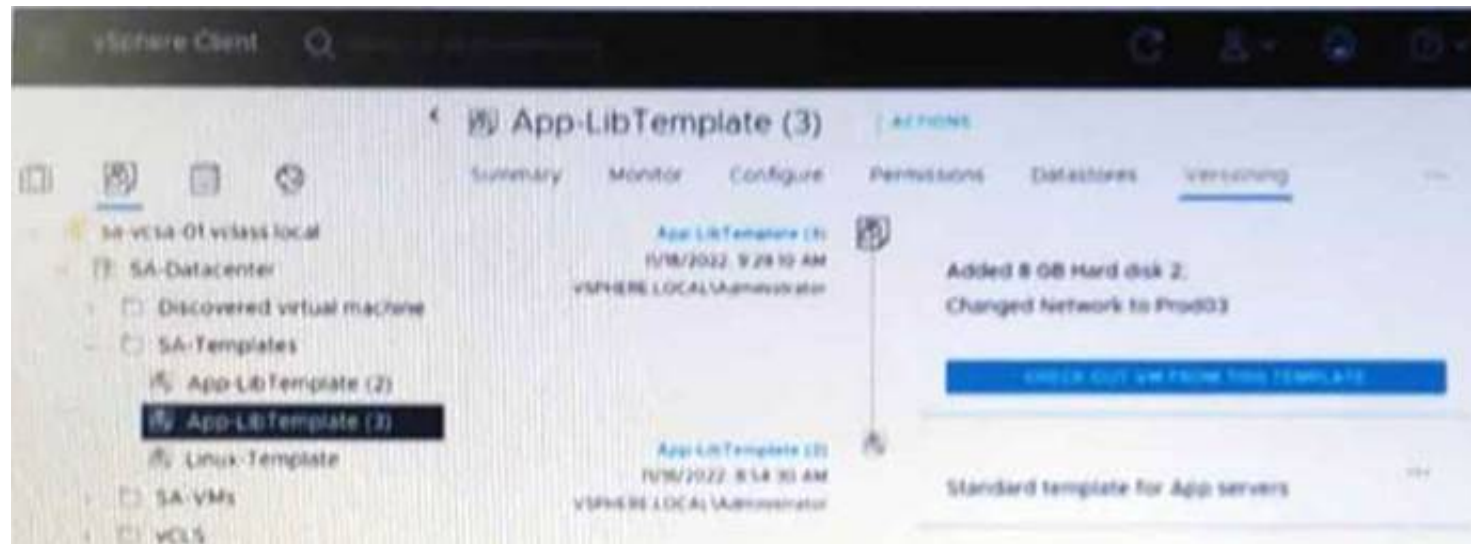 vSphere Client
App-LibTemplate (3)
ACTIONS
Summary Monitor Configure Permissions Datastores Versioning
sa-vcsa-01.vclass.local
SA-Datacenter
Discovered virtual machine
SA-Templates
App-LibTemplate (2)
App-LibTemplate (3)
Linux-Template
SA-VMs
vCLS
App-LibTemplate (3)
11/18/2022, 9:28:10 AM
VSPHERE.LOCAL\Administrator
Added 8 GB Hard disk 2.
Changed Network to Prod03
CHECK OUT VM FROM THIS TEMPLATE
App-LibTemplate (2)
8:54:30 AM
VSPHERE.LOCAL\Administrator
Standard template for App servers